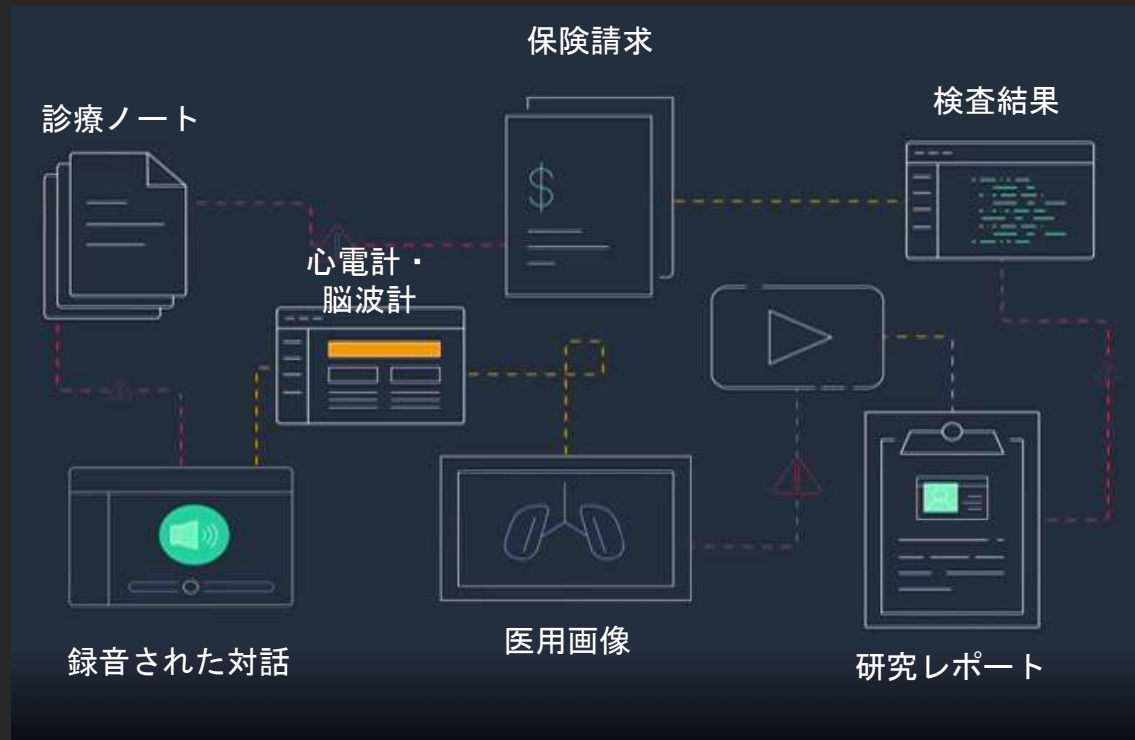 保険請求
診療ノート
検査結果
$
心電計・
脳波計
録音された対話
医用画像
研究レポート